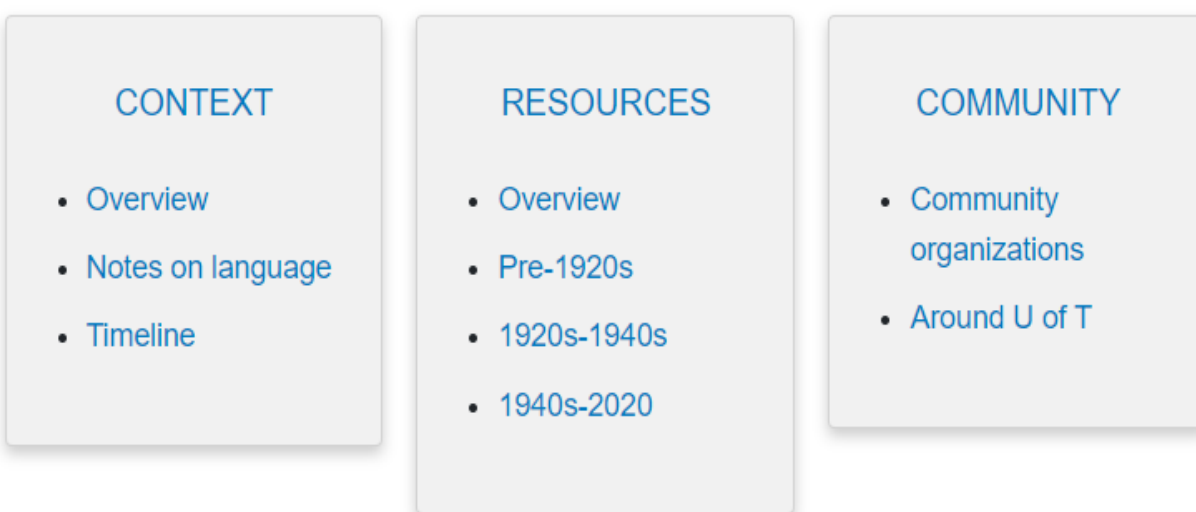 CONTEXT
Overview
Notes on language
Timeline
RESOURCES
Overview
Pre-1920s
1920s-1940s
1940s-2020
COMMUNITY
Community
organizations
Around U of T